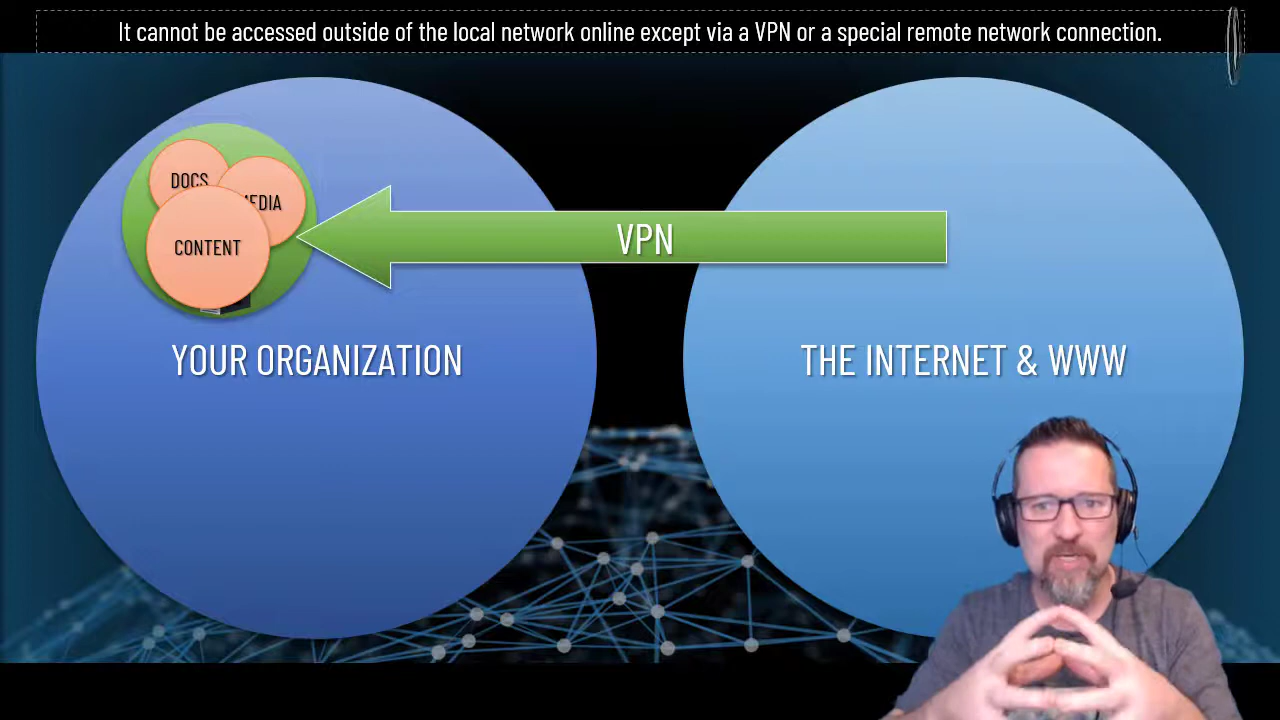 It cannot be accessed outside of the local network online except via a VPN or a special remote network connection.
DOCS
CONTENT
VPN
YOUR ORGANIZATION
THE INTERNET & WWW